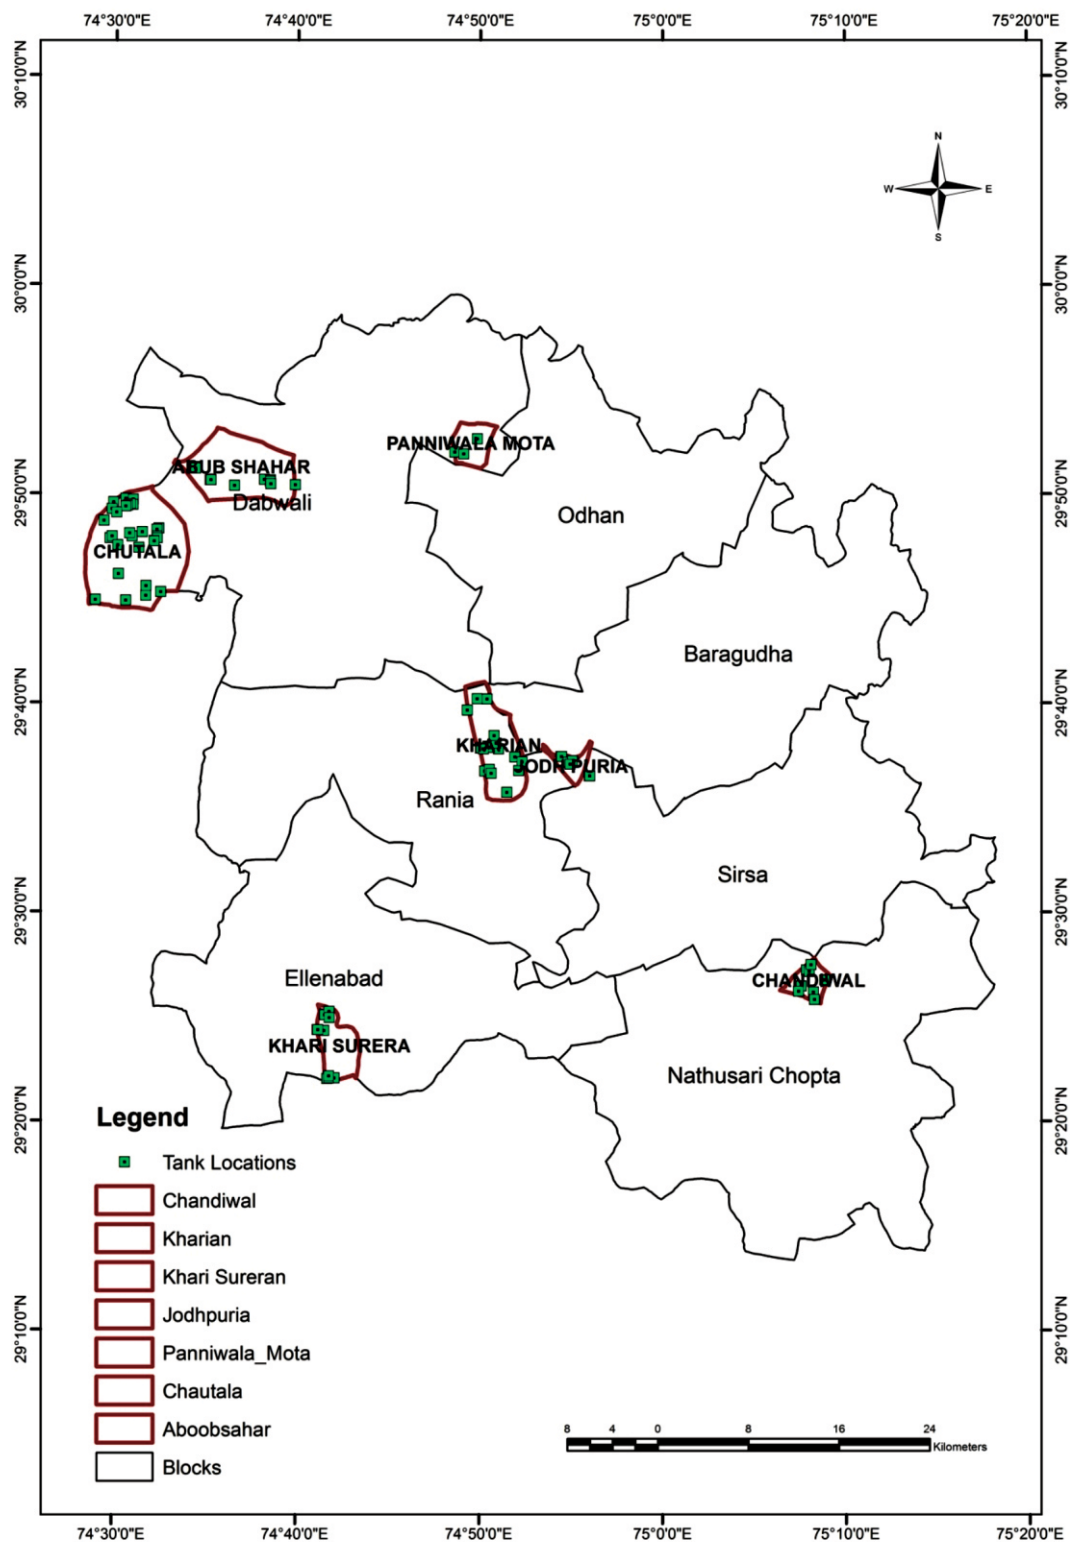 74°30'0"E 74°40'0"E 74°50'0"E 75°0'0"E 75°10'0"E 75°20'0"E
30°10'0"N 30°10'0"N
N
W E
S
30°0'0"N 30°0'0"N
PANNIWALA MOTA
ABUB SHAHAR
29°50'0"N 29°50'0"N
Dabwali
Odhan
CHUTALA
Baragudha
29°40'0"N 29°40'0"N
KHARIAN
JODH PURIA
Rania
Sirsa
29°30'0"N 29°30'0"N
Ellenabad
CHANDIWAL
KHARI SURERA
Nathusari Chopta
29°20'0"N 29°20'0"N
Legend
Tank Locations
Chandiwal
Kharian
Khari Sureran
Jodhpuria
29°10'0"N 29°10'0"N
Panniwala_Mota
Chautala
Aboobsahar
8 4 0 8 16 24
Kilometers
Blocks
74°30'0"E 74°40'0"E 74°50'0"E 75°0'0"E 75°10'0"E 75°20'0"E